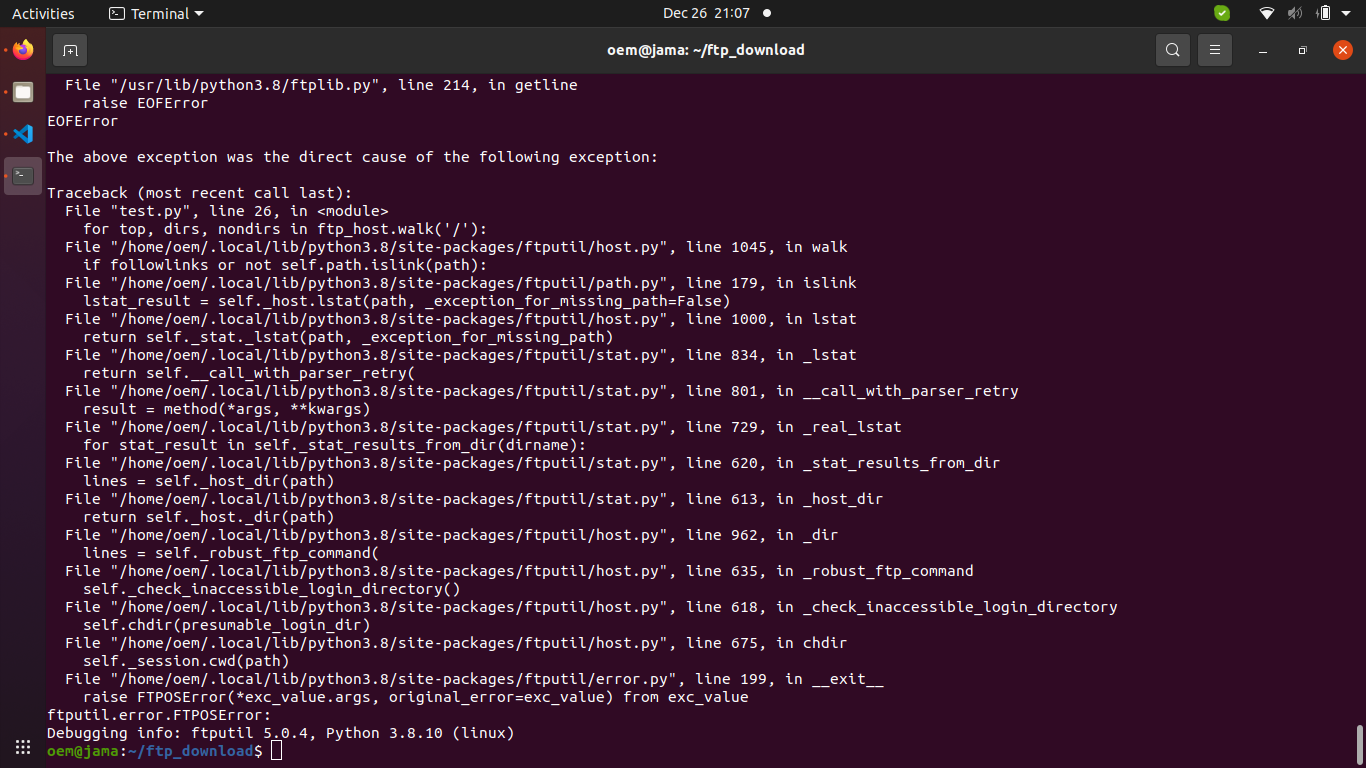 Activities
Terminal
Dec 26 21:07
oem@jama: ~/ftp_download
File "/usr/lib/python3.8/ftplib.py", line 214, in getline
raise EOFError
EOFError
The above exception was the direct cause of the following exception:
Traceback (most recent call last):
File "test.py", line 26, in <module>
for top, dirs, nondirs in ftp_host.walk('/'):
File "/home/oem/.local/lib/python3.8/site-packages/ftputil/host.py", line 1045, in walk
if followlinks or not self.path.islink(path):
File "/home/oem/.local/lib/python3.8/site-packages/ftputil/path.py", line 179, in islink
lstat_result = self._host.lstat(path, _exception_for_missing_path=False)
File "/home/oem/.local/lib/python3.8/site-packages/ftputil/host.py", line 1000, in lstat
return self._stat._lstat(path, _exception_for_missing_path)
File "/home/oem/.local/lib/python3.8/site-packages/ftputil/stat.py", line 834, in _lstat
return self.__call_with_parser_retry(
File "/home/oem/.local/lib/python3.8/site-packages/ftputil/stat.py", line 801, in __call_with_parser_retry
result = method(*args, **kwargs)
File "/home/oem/.local/lib/python3.8/site-packages/ftputil/stat.py", line 729, in _real_lstat
for stat_result in self._stat_results_from_dir(dirname):
File "/home/oem/.local/lib/python3.8/site-packages/ftputil/stat.py", line 620, in _stat_results_from_dir
lines = self._host_dir(path)
File "/home/oem/.local/lib/python3.8/site-packages/ftputil/stat.py", line 613, in _host_dir
return self._host._dir(path)
File "/home/oem/.local/lib/python3.8/site-packages/ftputil/host.py", line 962, in _dir
lines = self._robust_ftp_command(
File "/home/oem/.local/lib/python3.8/site-packages/ftputil/host.py", line 635, in _robust_ftp_command
self._check_inaccessible_login_directory()
File "/home/oem/.local/lib/python3.8/site-packages/ftputil/host.py", line 618, in _check_inaccessible_login_directory
self.chdir(presumable_login_dir)
File "/home/oem/.local/lib/python3.8/site-packages/ftputil/host.py", line 675, in chdir
self._session.cwd(path)
File "/home/oem/.local/lib/python3.8/site-packages/ftputil/error.py", line 199, in __exit__
raise FTPOSError(*exc_value.args, original_error=exc_value) from exc_value
ftputil.error.FTPOSError:
Debugging info: ftputil 5.0.4, Python 3.8.10 (linux)
oem@jama:~/ftp_download$